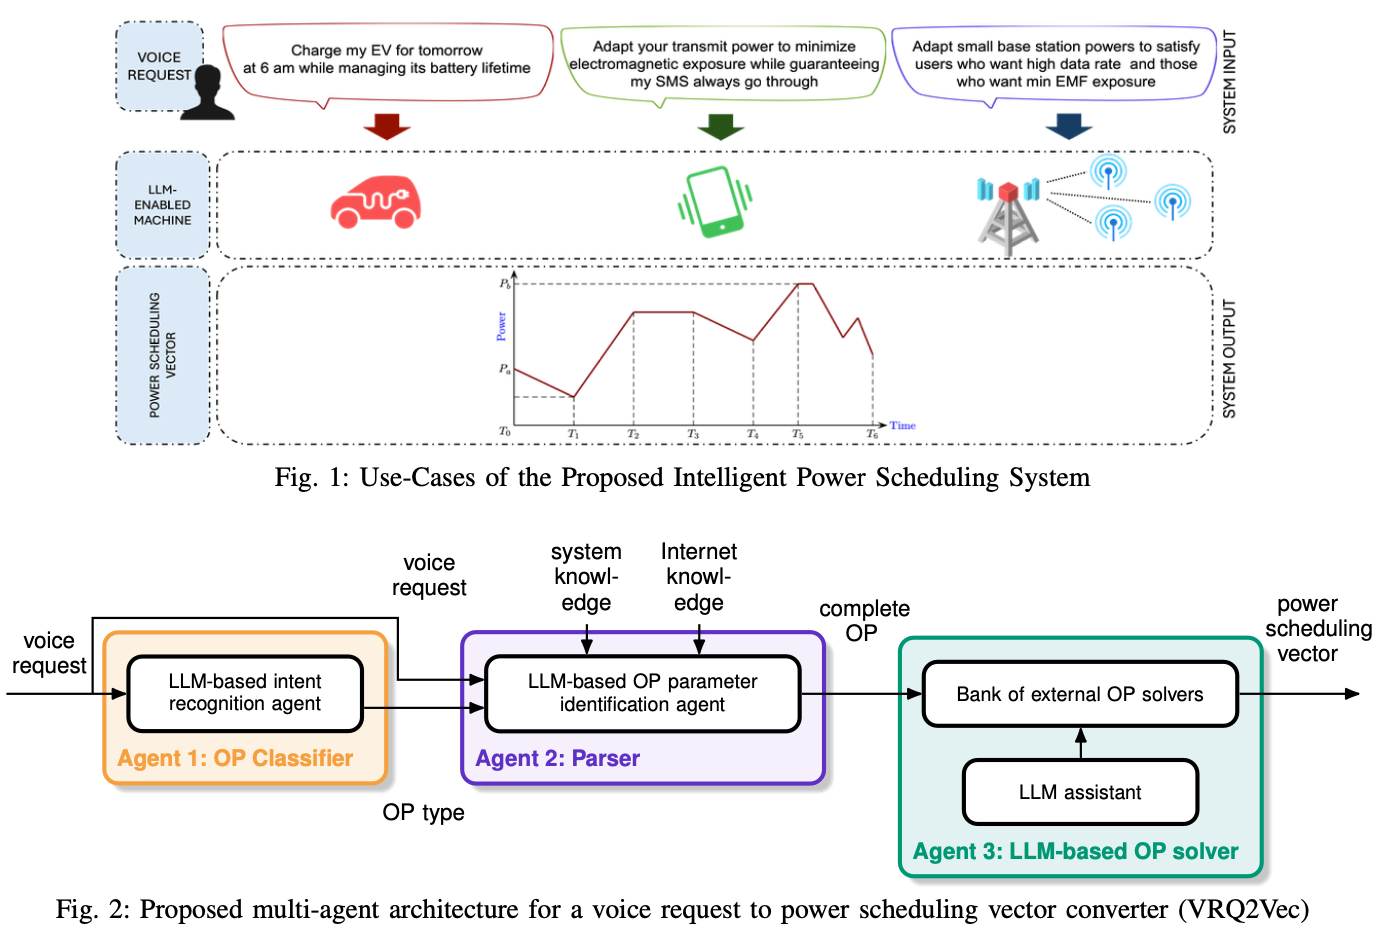 VOICE
REQUEST
Charge my EV for tomorrow
at 6 am while managing its battery lifetime
Adapt your transmit power to minimize
electromagnetic exposure while guaranteeing
my SMS always go through
Adapt small base station powers to satisfy
users who want high data rate and those
who want min EMF exposure
SYSTEM INPUT
LLM-
ENABLED
MACHINE
POWER SCHEDULING
VECTOR
Power
P_b
P_a
T_0
T_1
T_2
T_3
T_4
T_5
T_6
Time
SYSTEM OUTPUT
Fig. 1: Use-Cases of the Proposed Intelligent Power Scheduling System
voice
request
LLM-based intent
recognition agent
Agent 1: OP Classifier
voice
request
OP type
system
knowl-
edge
Internet
knowl-
edge
LLM-based OP parameter
identification agent
Agent 2: Parser
complete
OP
Bank of external OP solvers
LLM assistant
Agent 3: LLM-based OP solver
power
scheduling
vector
Fig. 2: Proposed multi-agent architecture for a voice request to power scheduling vector converter (VRQ2Vec)